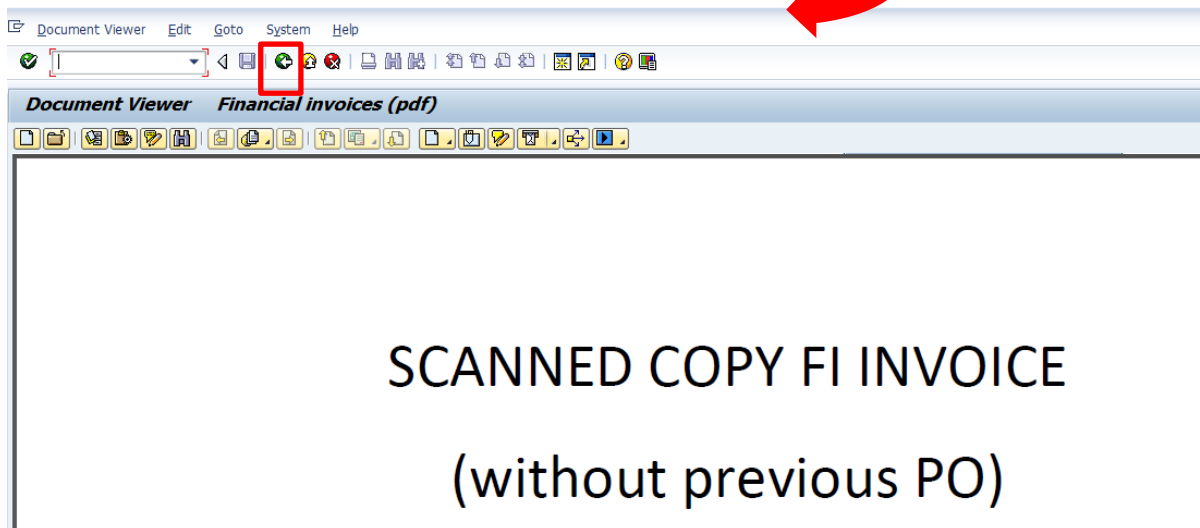 Document Viewer Edit Goto System Help
Document Viewer Financial invoices (pdf)
SCANNED COPY FI INVOICE
(without previous PO)